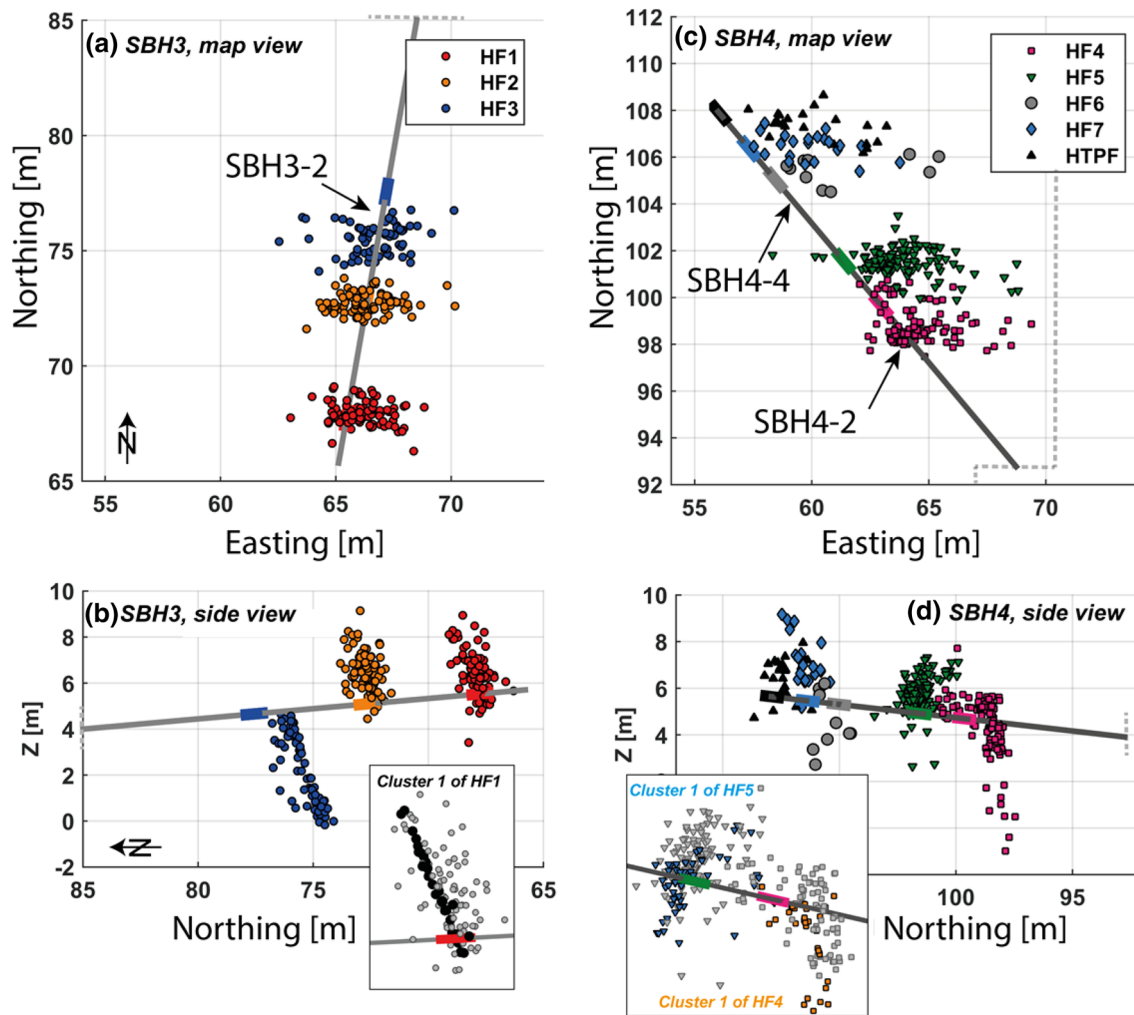 (a) SBH3, map view
HF1
HF2
HF3
SBH3-2
85
80
75
70
65
Northing [m]
N
55
60
65
70
Easting [m]
(c) SBH4, map view
HF4
HF5
HF6
HF7
HTPF
SBH4-4
SBH4-2
112
110
108
106
104
102
100
98
96
94
92
Northing [m]
55
60
65
70
Easting [m]
(b) SBH3, side view
10
8
6
4
2
0
-2
Z [m]
N
85
80
75
65
Northing [m]
Cluster 1 of HF1
(d) SBH4, side view
10
8
6
4
Z [m]
100
95
Northing [m]
Cluster 1 of HF5
Cluster 1 of HF4